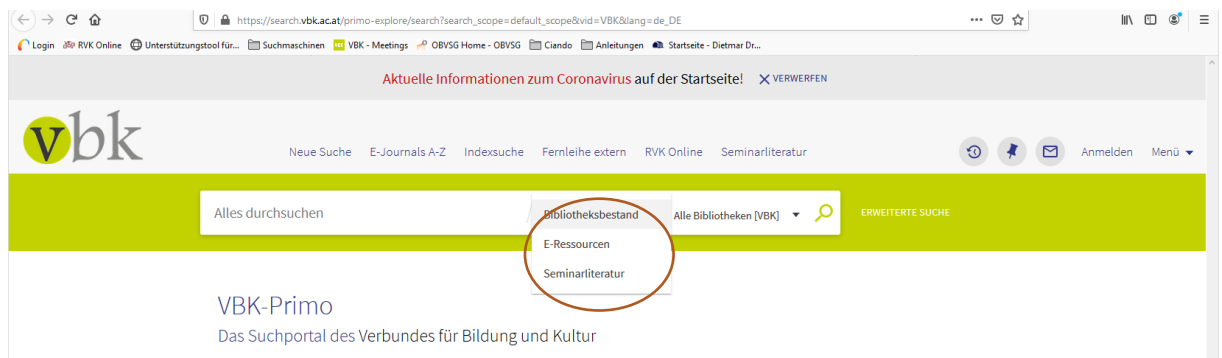 https://search.vbk.ac.at/primo-explore/search?search_scope=default_scope&vid=VBK&lang=de_DE
Login RVK Online Unterstützungstool für... Suchmaschinen VBK - Meetings OBVSG Home - OBVSG Ciando Anleitungen Startseite - Dietmar Dr...
Aktuelle Informationen zum Coronavirus auf der Startseite! VERWERFEN
vbk
Neue Suche E-Journals A-Z Indexsuche Fernleihe extern RVK Online Seminarliteratur Anmelden Menü
Alles durchsuchen Bibliotheksbestand Alle Bibliotheken [VBK] ERWEITERTE SUCHE
E-Ressourcen
Seminarliteratur
VBK-Primo
Das Suchportal des Verbundes für Bildung und Kultur